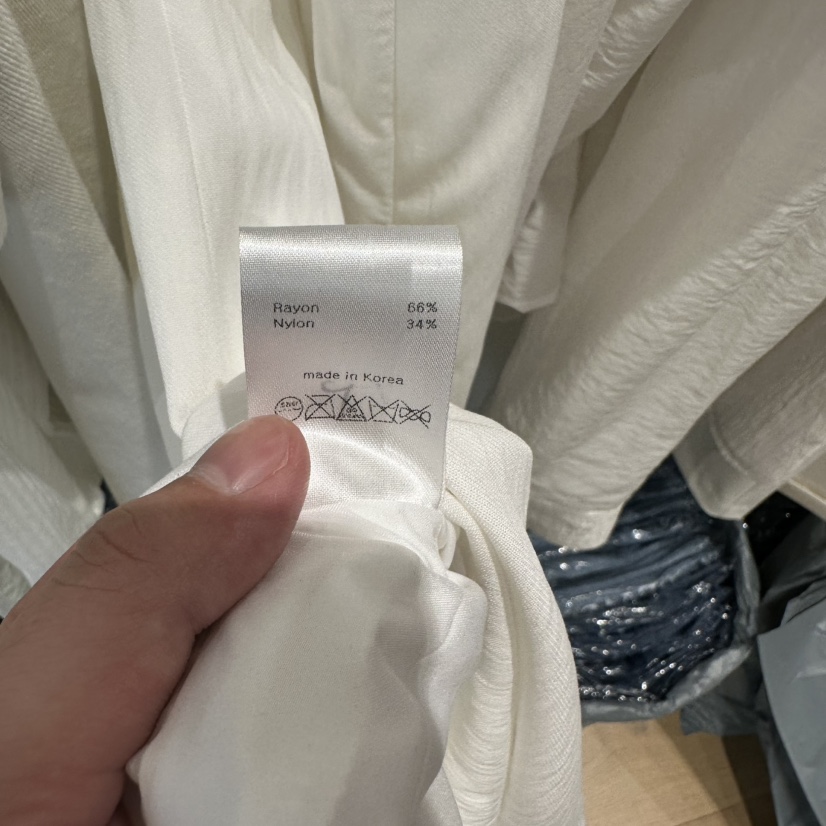 Rayon 66%
Nylon 34%
made in Korea